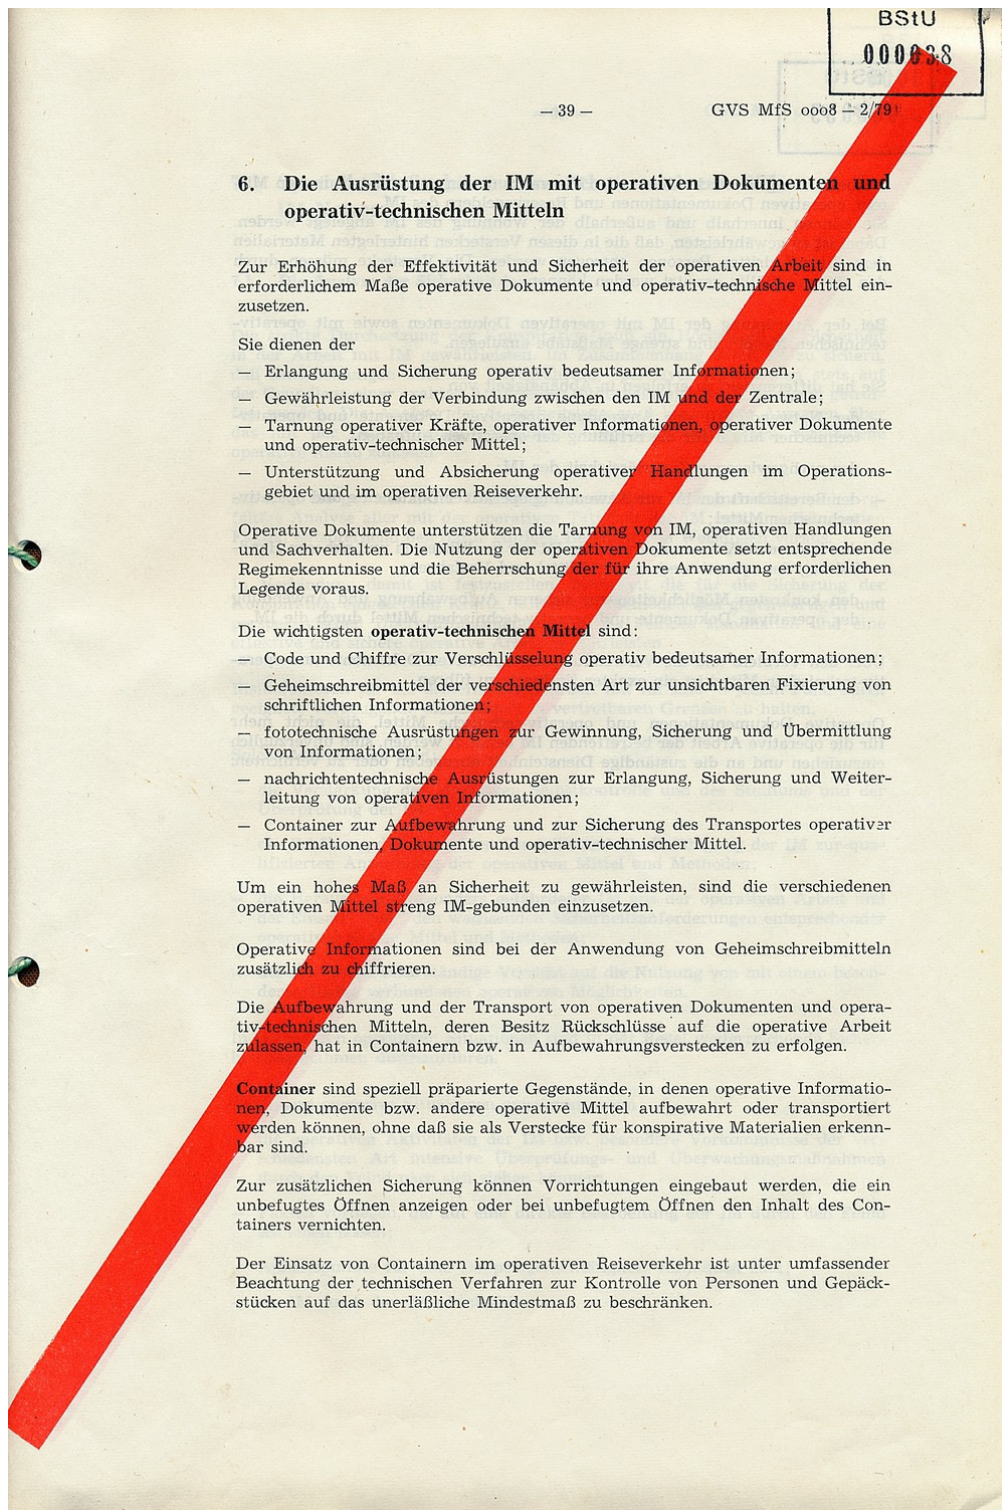 BStU
000038
— 39 —
GVS MfS ooo8 — 2/79
6. Die Ausrüstung der IM mit operativen Dokumenten und
operativ-technischen Mitteln
Zur Erhöhung der Effektivität und Sicherheit der operativen Arbeit sind in
erforderlichem Maße operative Dokumente und operativ-technische Mittel ein-
zusetzen.
Sie dienen der
— Erlangung und Sicherung operativ bedeutsamer Informationen;
— Gewährleistung der Verbindung zwischen den IM und der Zentrale;
— Tarnung operativer Kräfte, operativer Informationen, operativer Dokumente
und operativ-technischer Mittel;
— Unterstützung und Absicherung operativer Handlungen im Operations-
gebiet und im operativen Reiseverkehr.
Operative Dokumente unterstützen die Tarnung von IM, operativen Handlungen
und Sachverhalten. Die Nutzung der operativen Dokumente setzt entsprechende
Regimekenntnisse und die Beherrschung der für ihre Anwendung erforderlichen
Legende voraus.
Die wichtigsten operativ-technischen Mittel sind:
— Code und Chiffre zur Verschlüsselung operativ bedeutsamer Informationen;
— Geheimschreibmittel der verschiedensten Art zur unsichtbaren Fixierung von
schriftlichen Informationen;
— fototechnische Ausrüstungen zur Gewinnung, Sicherung und Übermittlung
von Informationen;
— nachrichtentechnische Ausrüstungen zur Erlangung, Sicherung und Weiter-
leitung von operativen Informationen;
— Container zur Aufbewahrung und zur Sicherung des Transportes operativer
Informationen, Dokumente und operativ-technischer Mittel.
Um ein hohes Maß an Sicherheit zu gewährleisten, sind die verschiedenen
operativen Mittel streng IM-gebunden einzusetzen.
Operative Informationen sind bei der Anwendung von Geheimschreibmitteln
zusätzlich zu chiffrieren.
Die Aufbewahrung und der Transport von operativen Dokumenten und opera-
tiv-technischen Mitteln, deren Besitz Rückschlüsse auf die operative Arbeit
zulassen, hat in Containern bzw. in Aufbewahrungsverstecken zu erfolgen.
Container sind speziell präparierte Gegenstände, in denen operative Informatio-
nen, Dokumente bzw. andere operative Mittel aufbewahrt oder transportiert
werden können, ohne daß sie als Verstecke für konspirative Materialien erkenn-
bar sind.
Zur zusätzlichen Sicherung können Vorrichtungen eingebaut werden, die ein
unbefugtes Öffnen anzeigen oder bei unbefugtem Öffnen den Inhalt des Con-
tainers vernichten.
Der Einsatz von Containern im operativen Reiseverkehr ist unter umfassender
Beachtung der technischen Verfahren zur Kontrolle von Personen und Gepäck-
stücken auf das unerläßliche Mindestmaß zu beschränken.